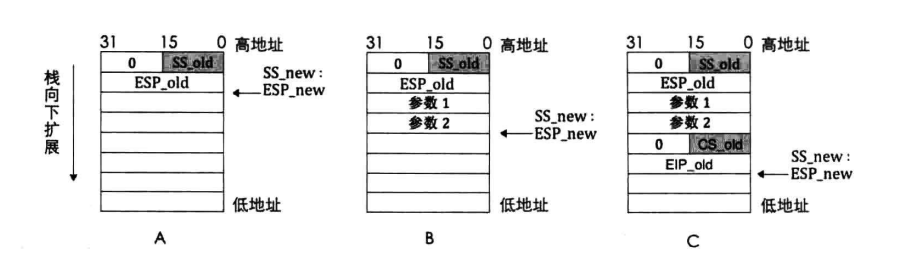 31 15 0 高地址
0 SS_old
ESP_old
SS_new:
ESP_new
栈向下扩展
低地址
A
31 15 0 高地址
0 SS_old
ESP_old
参数 1
参数 2
SS_new:
ESP_new
低地址
B
31 15 0 高地址
0 SS_old
ESP_old
参数 1
参数 2
0 CS_old
EIP_old
SS_new:
ESP_new
低地址
C